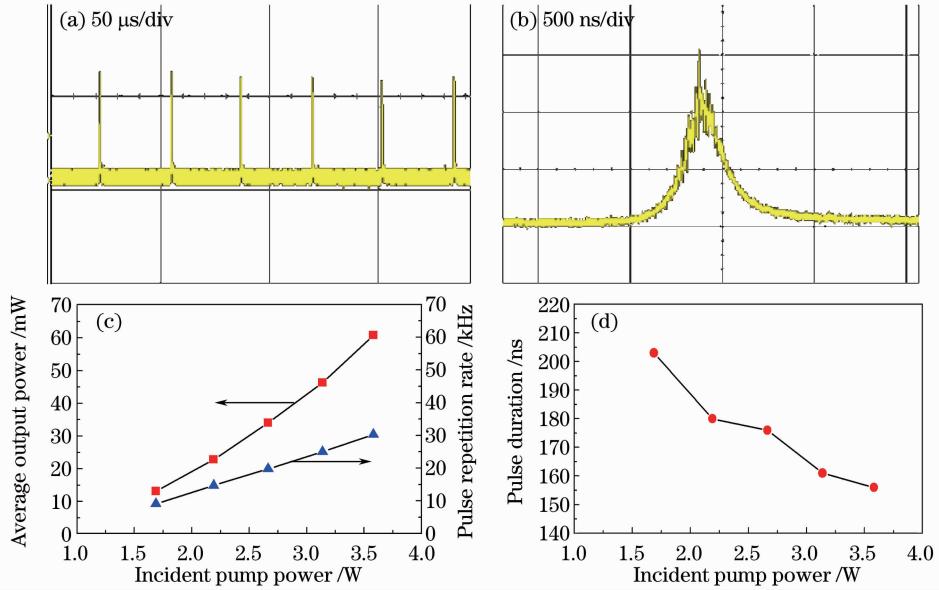 (a) 50 μs/div
(b) 500 ns/div
(c)
Average output power /mW
70
60
50
40
30
20
10
0
70
60
50
40
30
20
10
0
Pulse repetition rate /kHz
1.0 1.5 2.0 2.5 3.0 3.5 4.0
Incident pump power /W
(d)
Pulse duration /ns
220
210
200
190
180
170
160
150
140
1.0 1.5 2.0 2.5 3.0 3.5 4.0
Incident pump power /W